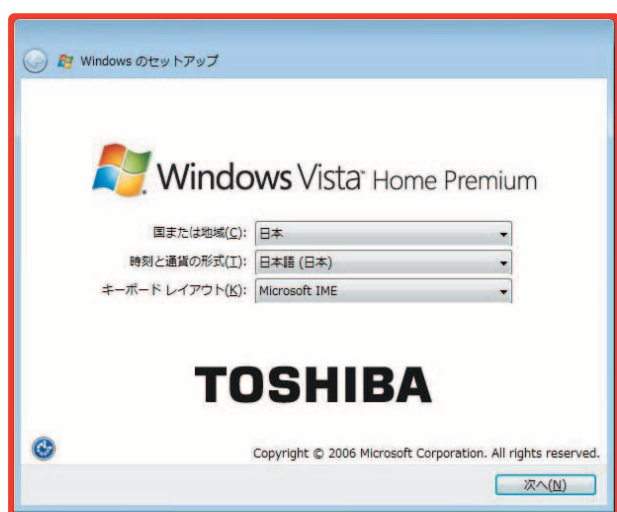 Windows のセットアップ
Windows Vista™ Home Premium
国または地域(C): 日本
時刻と通貨の形式(T): 日本語 (日本)
キーボード レイアウト(K): Microsoft IME
TOSHIBA
Copyright © 2006 Microsoft Corporation. All rights reserved.
次へ(N)